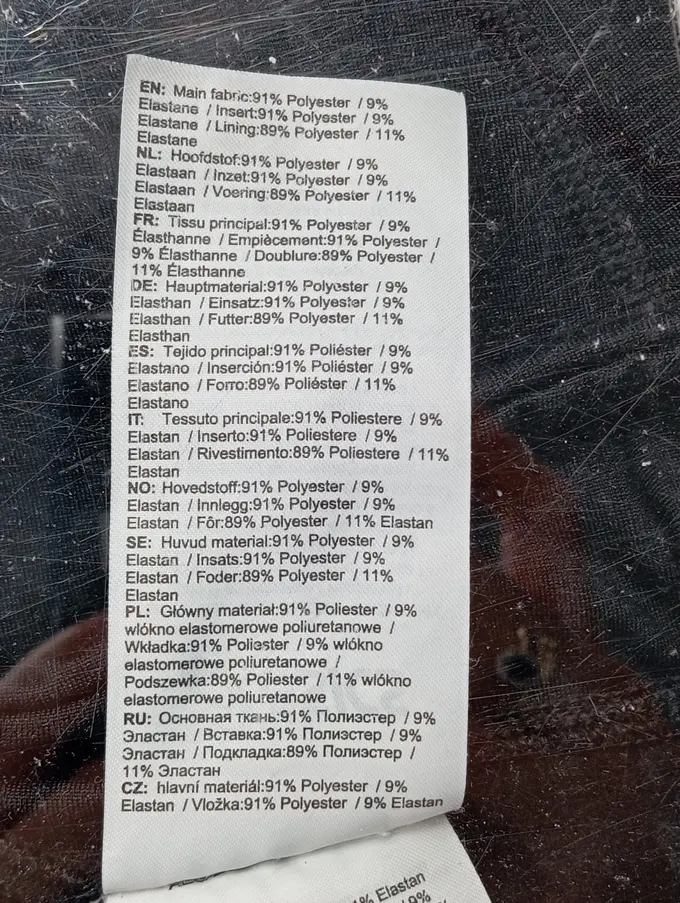 EN: Main fabric:91% Polyester / 9%
Elastane / Insert:91% Polyester / 9%
Elastane / Lining:89% Polyester / 11%
Elastane
NL: Hoofdstof:91% Polyester / 9%
Elastaan / Inzet:91% Polyester / 9%
Elastaan / Voering:89% Polyester / 11%
Elastaan
FR: Tissu principal:91% Polyester / 9%
Élasthanne / Empiècement:91% Polyester /
9% Élasthanne / Doublure:89% Polyester /
11% Élasthanne
DE: Hauptmaterial:91% Polyester / 9%
Elasthan / Einsatz:91% Polyester / 9%
Elasthan / Futter:89% Polyester / 11%
Elasthan
ES: Tejido principal:91% Poliéster / 9%
Elastano / Inserción:91% Poliéster / 9%
Elastano / Forro:89% Poliéster / 11%
Elastano
IT: Tessuto principale:91% Poliestere / 9%
Elastan / Inserto:91% Poliestere / 9%
Elastan / Rivestimento:89% Poliestere / 11%
Elastan
NO: Hovedstoff:91% Polyester / 9%
Elastan / Innlegg:91% Polyester / 9%
Elastan / Fôr:89% Polyester / 11% Elastan
SE: Huvud material:91% Polyester / 9%
Elastan / Insats:91% Polyester / 9%
Elastan / Foder:89% Polyester / 11%
Elastan
PL: Główny materiał:91% Poliester / 9%
włókno elastomerowe poliuretanowe /
Wkładka:91% Poliester / 9% włókno
elastomerowe poliuretanowe /
Podszewka:89% Poliester / 11% włókno
elastomerowe poliuretanowe
RU: Основная ткань:91% Полиэстер / 9%
Эластан / Вставка:91% Полиэстер / 9%
Эластан / Подкладка:89% Полиэстер /
11% Эластан
CZ: hlavní materiál:91% Polyester / 9%
Elastan / Vložka:91% Polyester / 9% Elastan
% Elastan
/ 9%